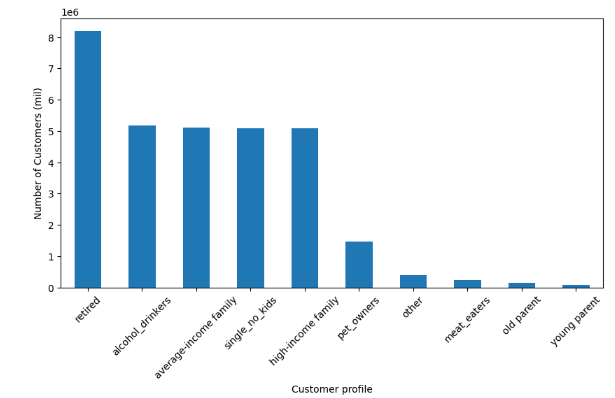 1e6
8
7
6
5
4
3
2
1
0
Number of Customers (mil)
retired
alcohol_drinkers
average-income family
single_no_kids
high-income family
pet_owners
other
meat_eaters
old parent
young parent
Customer profile